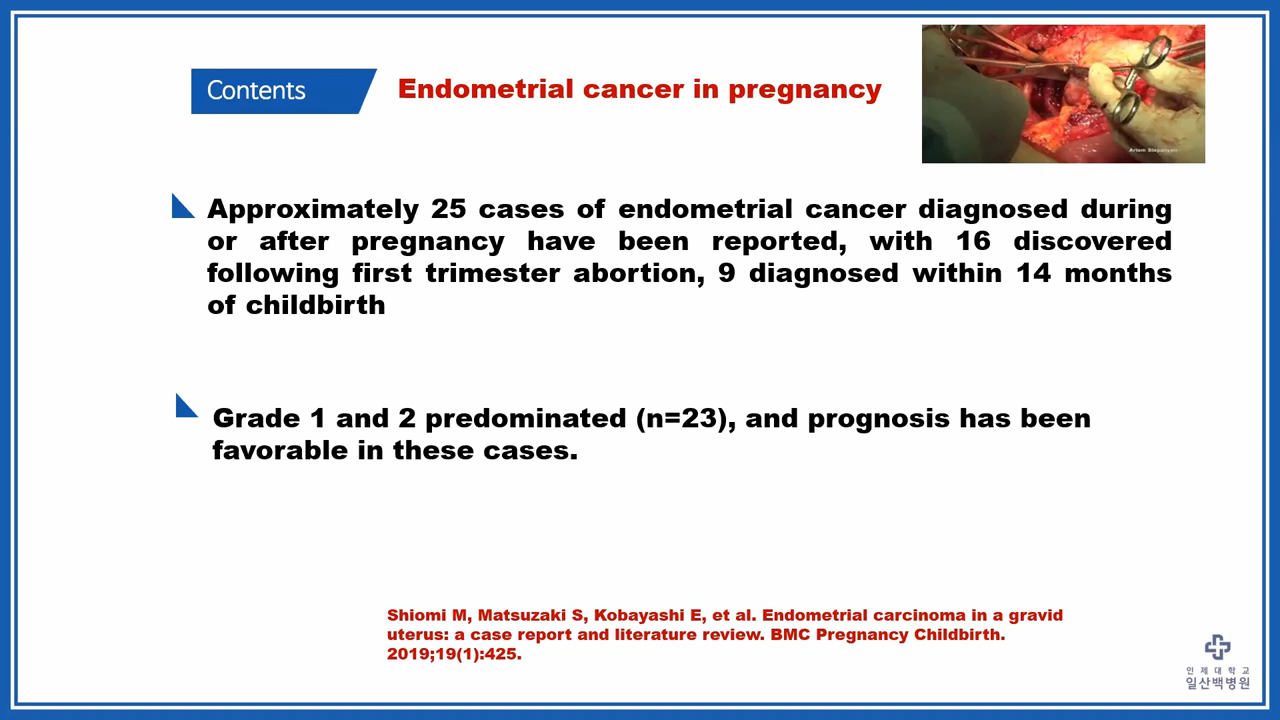 Contents
Endometrial cancer in pregnancy
Artem Stepanyan
Approximately 25 cases of endometrial cancer diagnosed during
or after pregnancy have been reported, with 16 discovered
following first trimester abortion, 9 diagnosed within 14 months
of childbirth
Grade 1 and 2 predominated (n=23), and prognosis has been
favorable in these cases.
Shiomi M, Matsuzaki S, Kobayashi E, et al. Endometrial carcinoma in a gravid
uterus: a case report and literature review. BMC Pregnancy Childbirth.
2019;19(1):425.
인제대학교
일산백병원